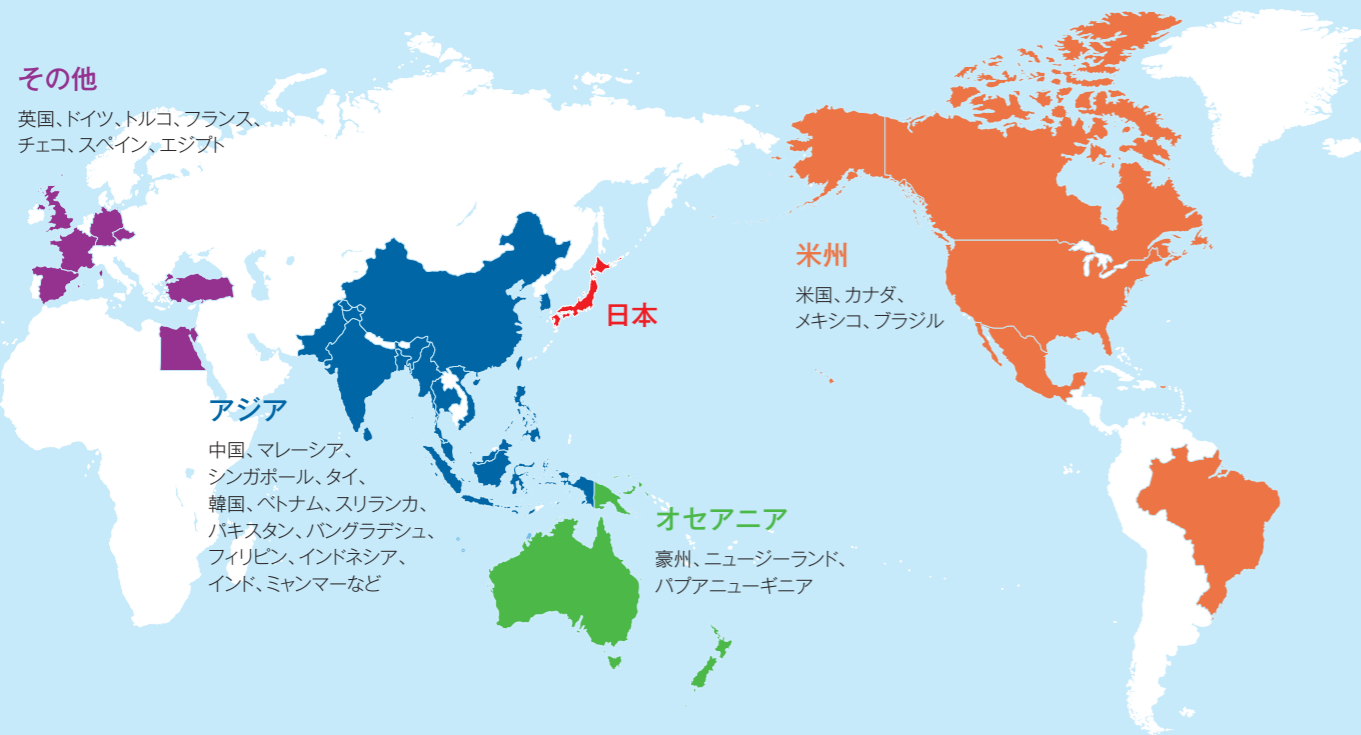 その他
英国、ドイツ、トルコ、フランス、
チェコ、スペイン、エジプト
アジア
中国、マレーシア、
シンガポール、タイ、
韓国、ベトナム、スリランカ、
パキスタン、バングラデシュ、
フィリピン、インドネシア、
インド、ミャンマーなど
日本
オセアニア
豪州、ニュージーランド、
パプアニューギニア
米州
米国、カナダ、
メキシコ、ブラジル